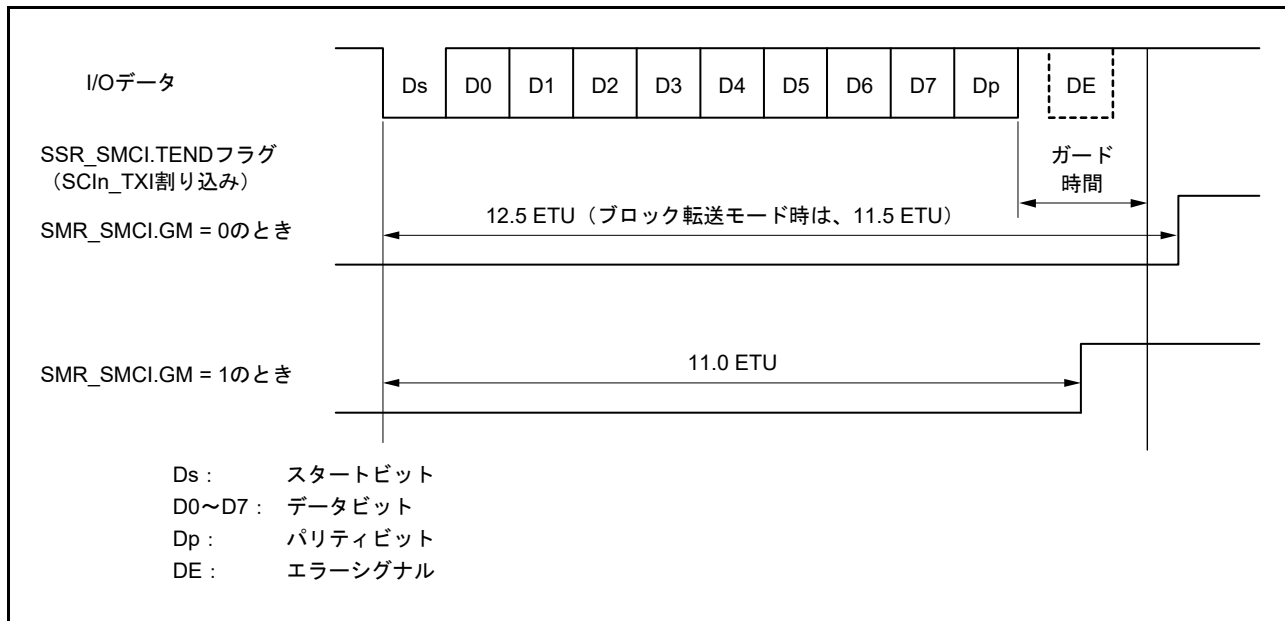 I/Oデータ
Ds D0 D1 D2 D3 D4 D5 D6 D7 Dp DE
SSR_SMCI.TENDフラグ
（SCIn_TXI割り込み）
ガード
時間
12.5 ETU（ブロック転送モード時は、11.5 ETU）
SMR_SMCI.GM = 0のとき
11.0 ETU
SMR_SMCI.GM = 1のとき
Ds： スタートビット
D0～D7： データビット
Dp： パリティビット
DE： エラーシグナル